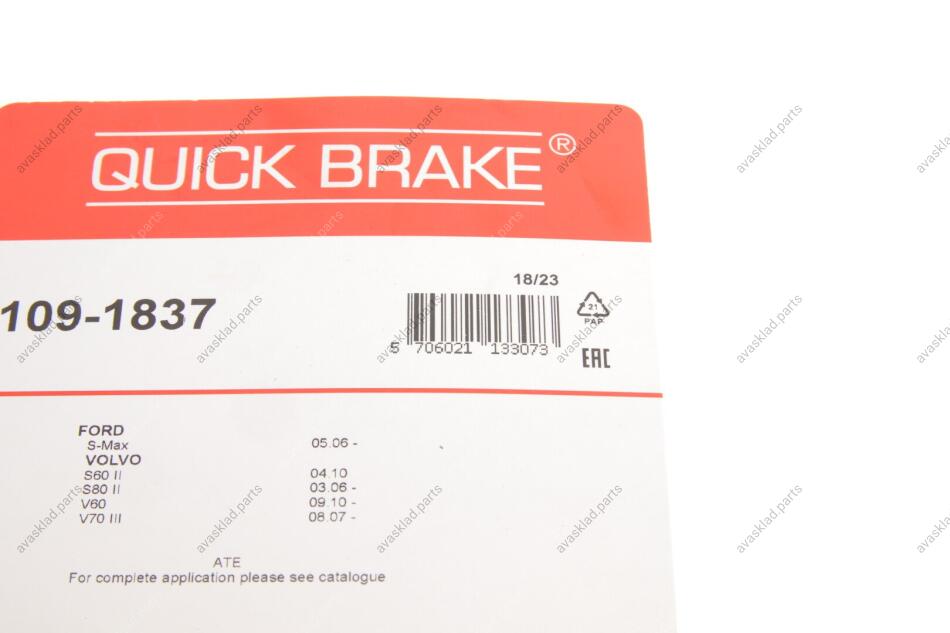 QUICK BRAKE®
18/23
109-1837
5 706021 133073
21
PAP
EAC
FORD
S-Max 05.06 -
VOLVO
S60 II 04.10
S80 II 03.06 -
V60 09.10 -
V70 III 08.07 -
ATE
For complete application please see catalogue
avasklad.parts